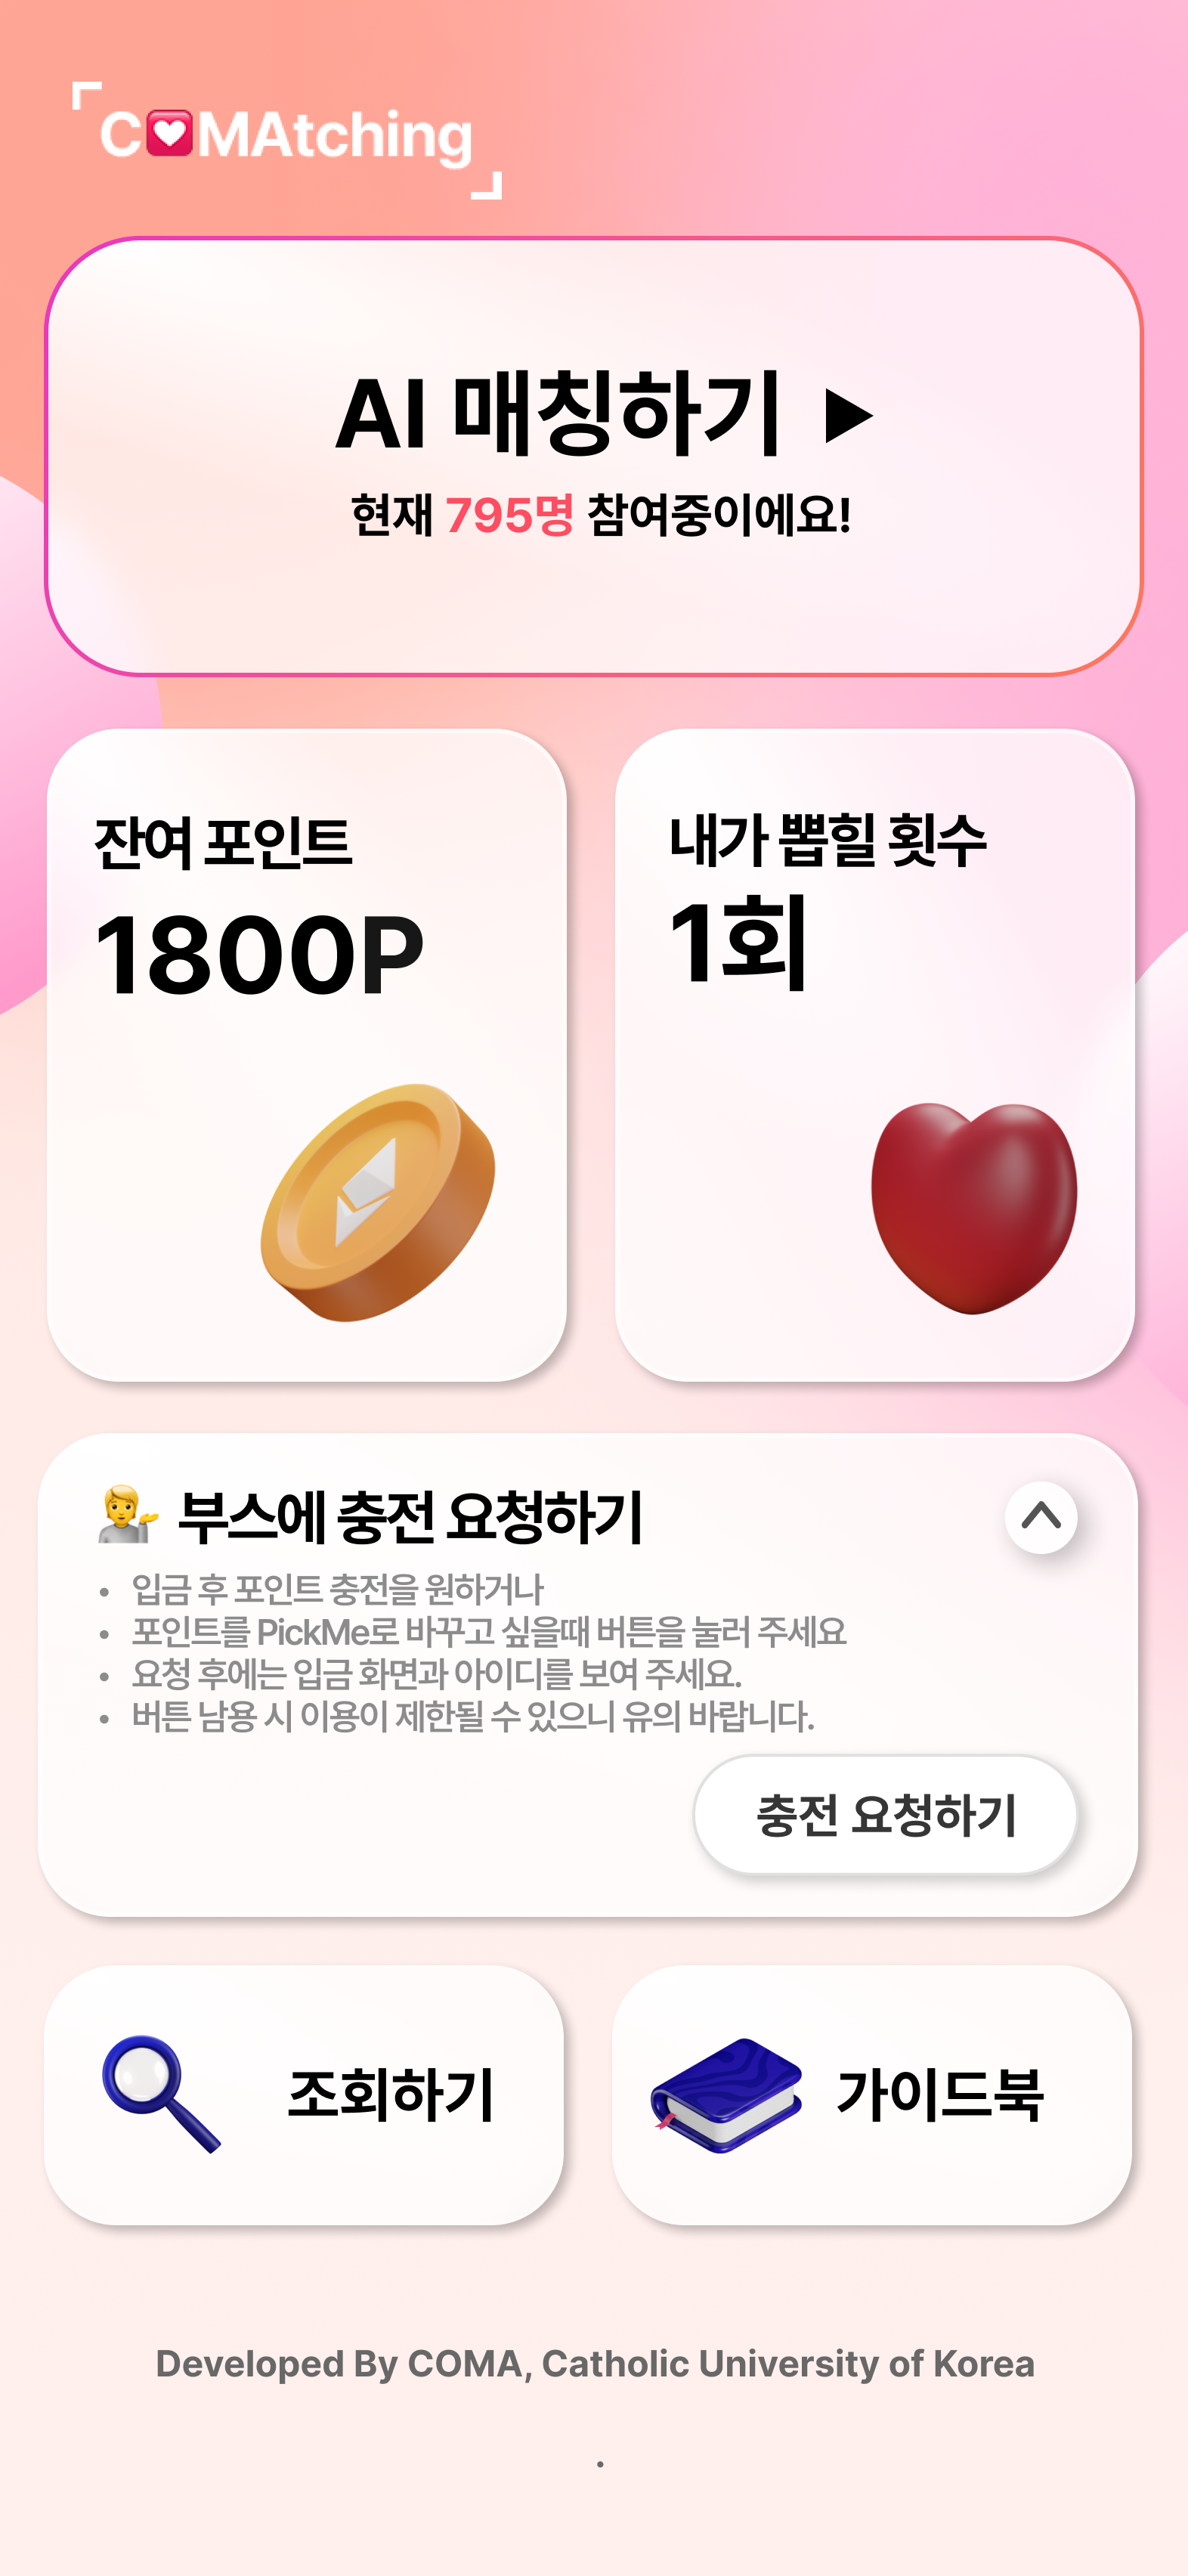 C💟MAtching
AI 매칭하기 ▶
현재 795명 참여중이에요!
잔여 포인트
1800P
내가 뽑힐 횟수
1회
💁 부스에 충전 요청하기
• 입금 후 포인트 충전을 원하거나
• 포인트를 PickMe로 바꾸고 싶을때 버튼을 눌러 주세요
• 요청 후에는 입금 화면과 아이디를 보여 주세요.
• 버튼 남용 시 이용이 제한될 수 있으니 유의 바랍니다.
충전 요청하기
조회하기
가이드북
Developed By COMA, Catholic University of Korea
.